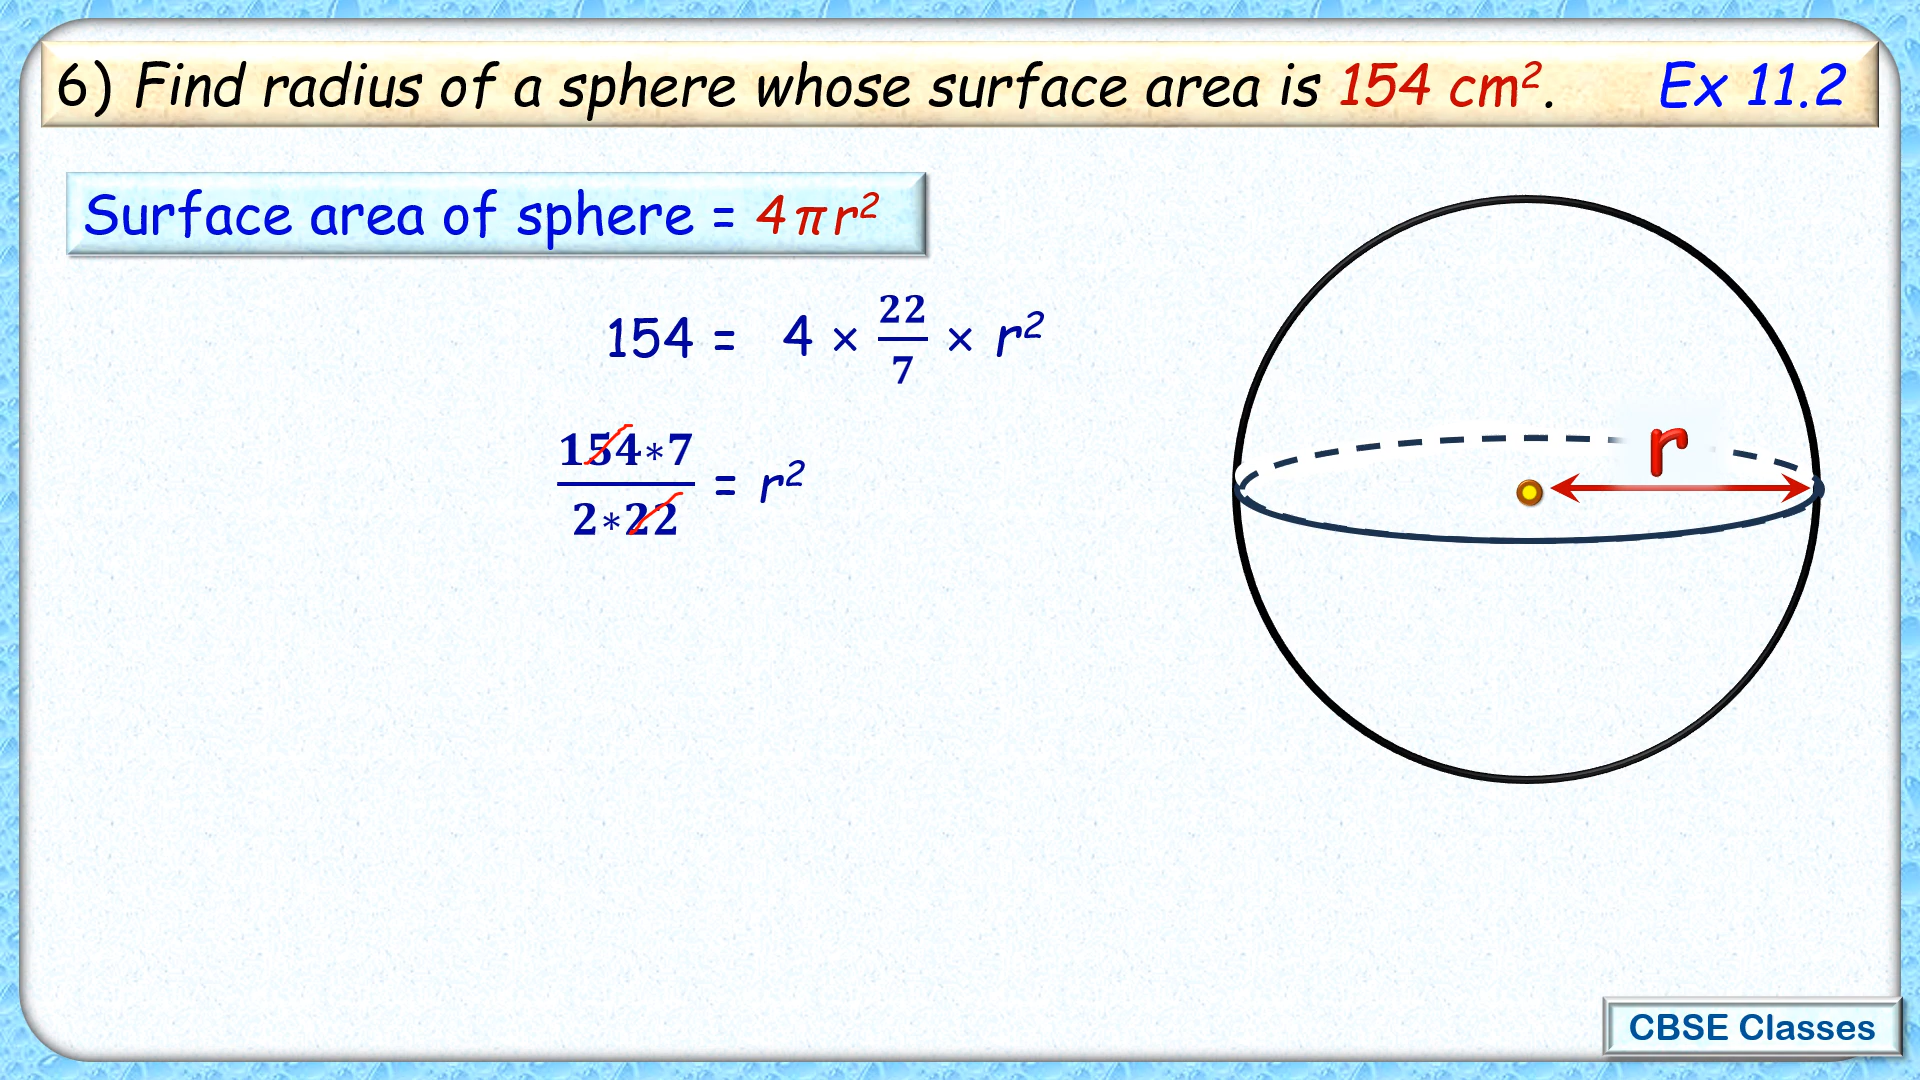 6) Find radius of a sphere whose surface area is 154 cm². Ex 11.2
Surface area of sphere = 4πr²
154 = 4 × 22/7 × r²
154*7/2*22 = r²
r
CBSE Classes